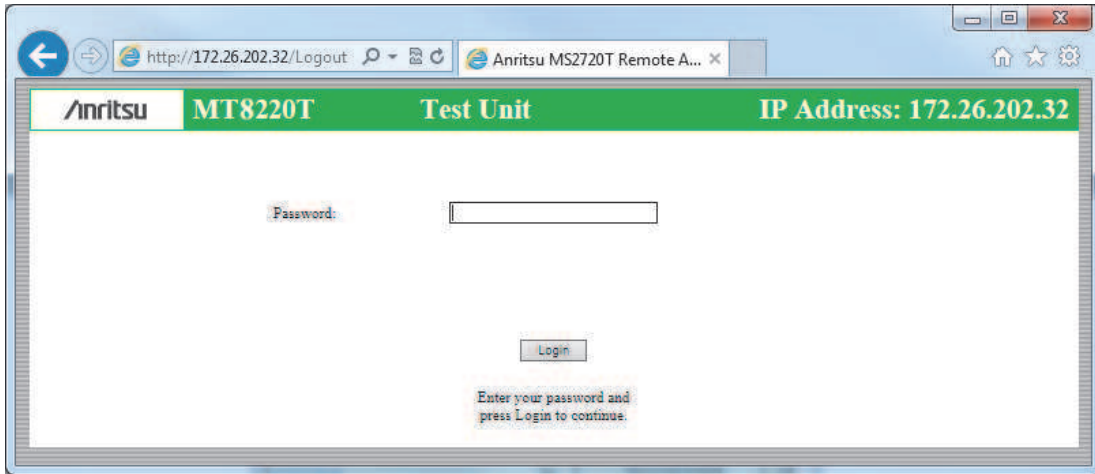 http://172.26.202.32/Logout
Anritsu MS2720T Remote A...
Anritsu MT8220T Test Unit IP Address: 172.26.202.32
Password:
Login
Enter your password and
press Login to continue.